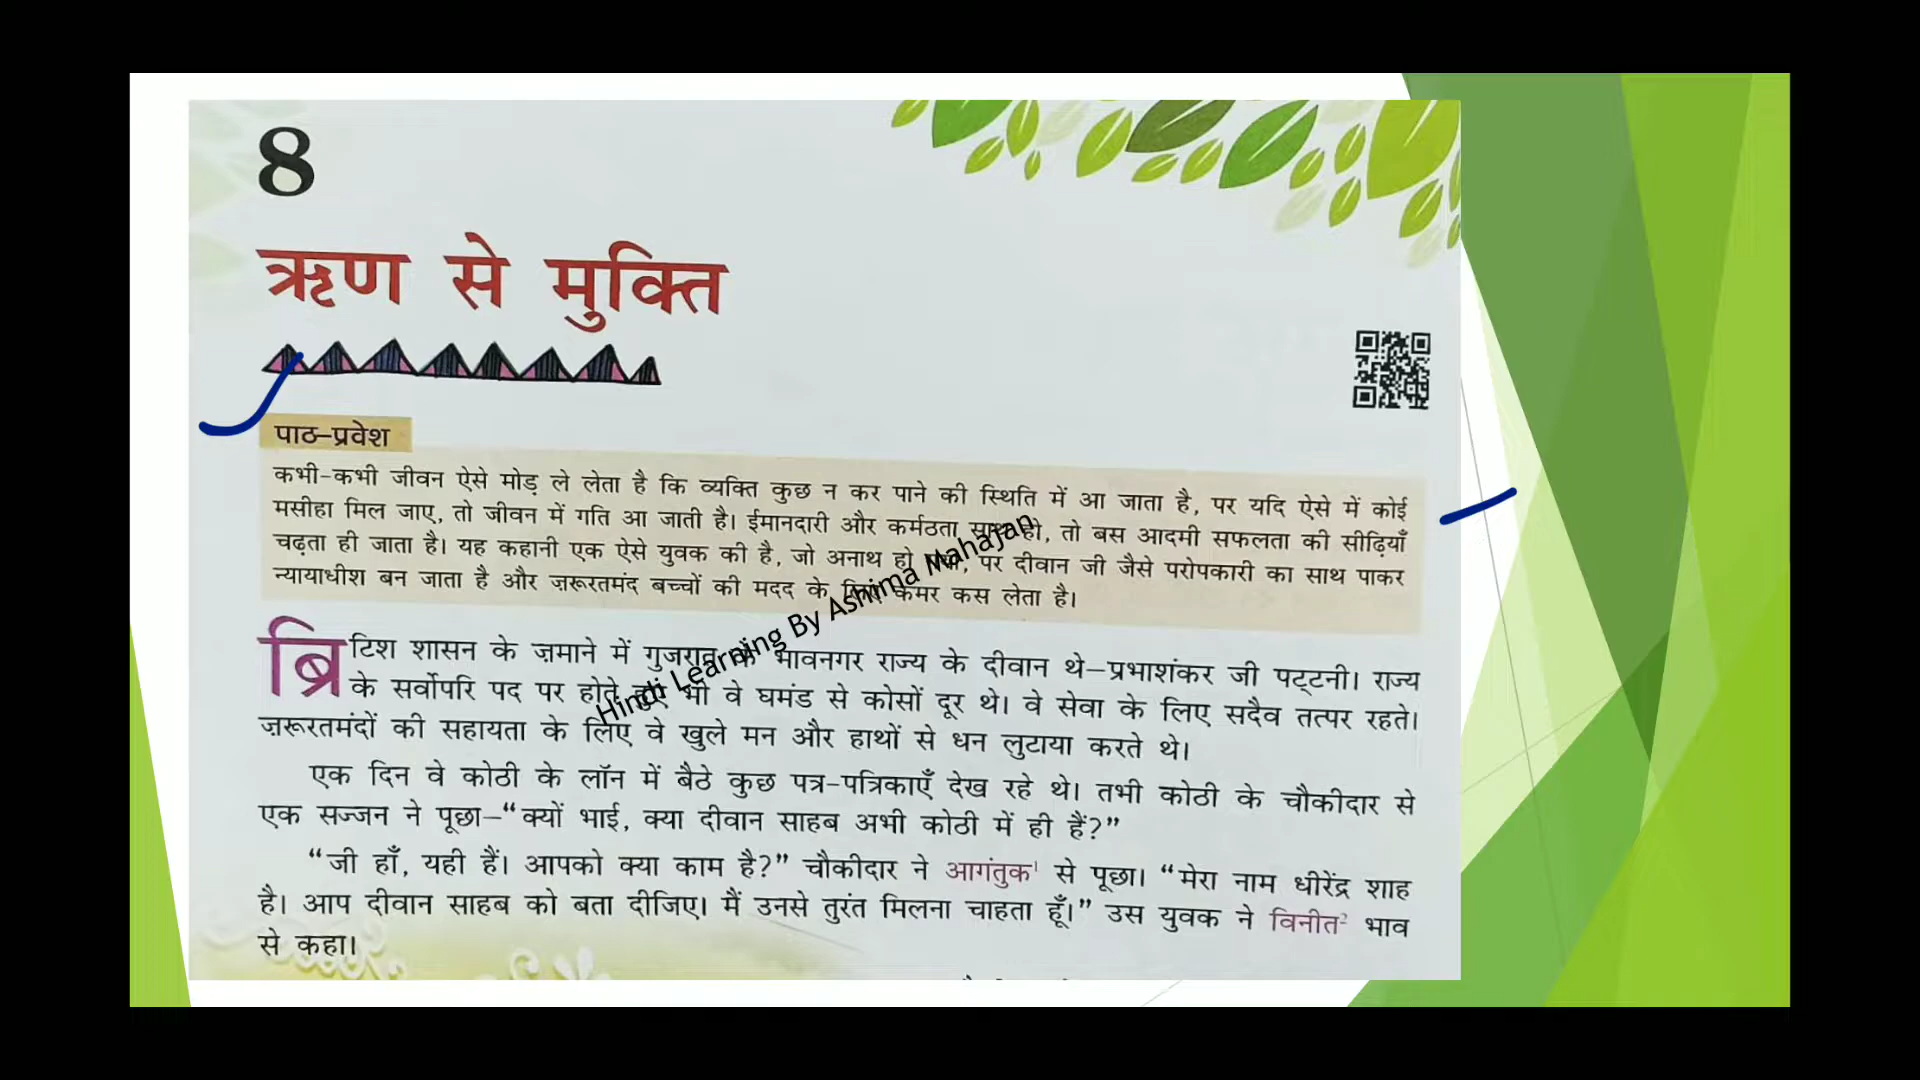 8
ऋण से मुक्ति
पाठ–प्रवेश
कभी-कभी जीवन ऐसे मोड़ ले लेता है कि व्यक्ति कुछ न कर पाने की स्थिति में आ जाता है, पर यदि ऐसे में कोई
मसीहा मिल जाए, तो जीवन में गति आ जाती है। ईमानदारी और कर्मठता साथ हो, तो बस आदमी सफलता की सीढ़ियाँ
चढ़ता ही जाता है। यह कहानी एक ऐसे युवक की है, जो अनाथ हो गया, पर दीवान जी जैसे परोपकारी का साथ पाकर
न्यायाधीश बन जाता है और ज़रूरतमंद बच्चों की मदद के लिए कमर कस लेता है।
ब्रिटिश शासन के ज़माने में गुजरात के भावनगर राज्य के दीवान थे–प्रभाशंकर जी पट्टनी। राज्य
के सर्वोपरि पद पर होते हुए भी वे घमंड से कोसों दूर थे। वे सेवा के लिए सदैव तत्पर रहते।
ज़रूरतमंदों की सहायता के लिए वे खुले मन और हाथों से धन लुटाया करते थे।
एक दिन वे कोठी के लॉन में बैठे कुछ पत्र-पत्रिकाएँ देख रहे थे। तभी कोठी के चौकीदार से
एक सज्जन ने पूछा–“क्यों भाई, क्या दीवान साहब अभी कोठी में ही हैं?”
“जी हाँ, यही हैं। आपको क्या काम है?” चौकीदार ने आगंतुक¹ से पूछा। “मेरा नाम धीरेंद्र शाह
है। आप दीवान साहब को बता दीजिए। मैं उनसे तुरंत मिलना चाहता हूँ।” उस युवक ने विनीत² भाव
से कहा।
Hindi Learning By Ashima Mahajan